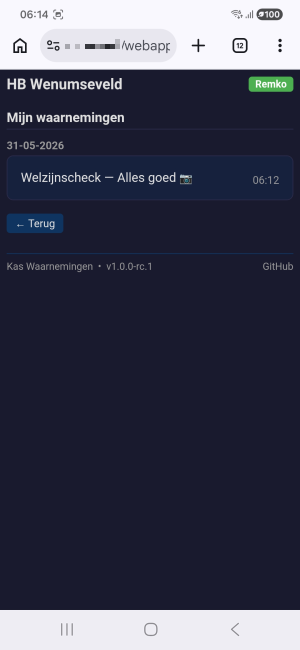 06:14
100
/webapp
12
HB Wenumseveld
Remko
Mijn waarnemingen
31-05-2026
Welzijnscheck — Alles goed 📷
06:12
← Terug
Kas Waarnemingen • v1.0.0-rc.1
GitHub